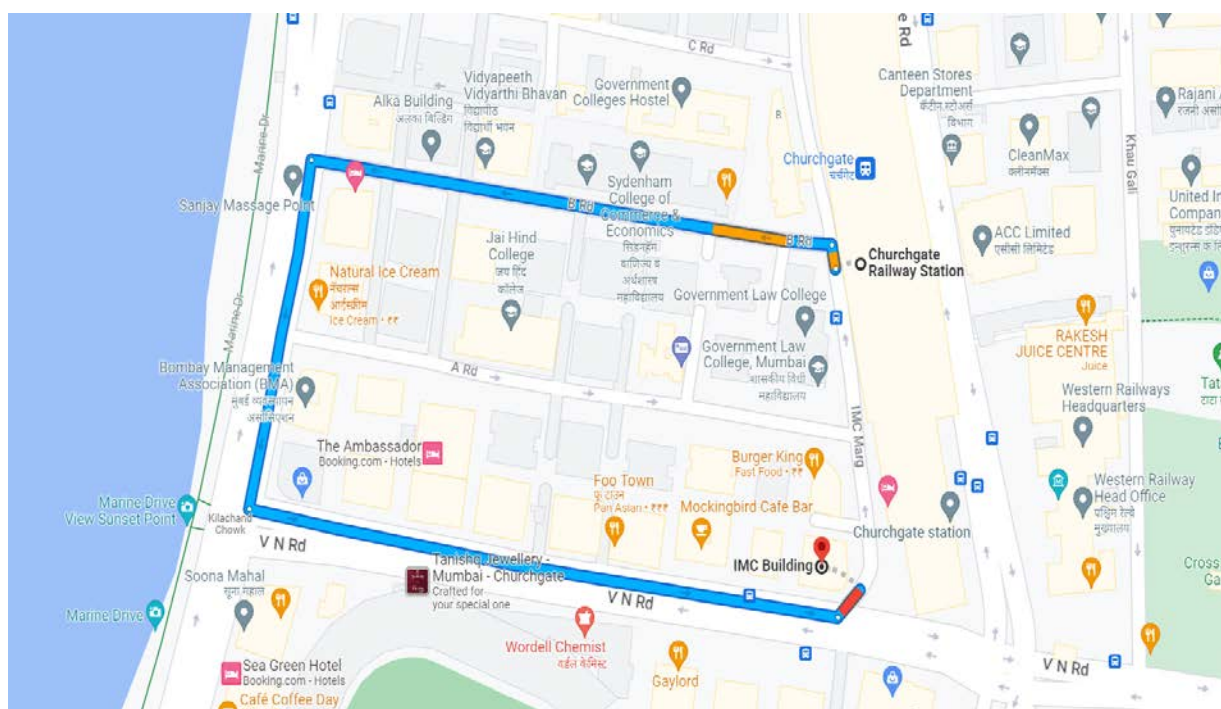 C Rd
e Rd
Vidyapeeth
Vidyarthi Bhavan
विद्यापीठ
विद्यार्थी भवन
Government
Colleges Hostel
Canteen Stores
Department
कॅंटीन स्टोअर्स
विभाग
Alka Building
अलका बिल्डिंग
Rajani
Marine Dr
B
CleanMax
क्लीनमॅक्स
Khau Gali
Churchgate
चर्चगेट
Sanjay Massage Point
B Rd
Sydenham
College of
Commerce &
Economics
सिडनहॅम
वाणिज्य व
अर्थशास्त्र
महाविद्यालय
B Rd
United In
Company
ACC Limited
एसीसी लिमिटेड
Jai Hind
College
जय हिंद
कॉलेज
Churchgate
Railway Station
Natural Ice Cream
नॅचरल्स
आईस्क्रीम
Ice Cream • ₹₹
Marine Dr
Government Law College
Government Law
College, Mumbai
शासकीय विधी
महाविद्यालय
RAKESH
JUICE CENTRE
Juice
Tat
Bombay Management
Association (BMA)
मुंबई व्यवस्थापन
असोसिएशन
A Rd
Western Railways
Headquarters
IMC Marg
The Ambassador
Booking.com - Hotels
Burger King
Fast Food • ₹₹
Foo Town
फू टाउन
Pan Asian • ₹₹₹
Mockingbird Cafe Bar
Western Railway
Head Office
पश्चिम रेल्वे
मुख्यालय
Marine Drive
View Sunset Point
Kilachand
Chowk
Churchgate station
V N Rd
IMC Building
Tanishq Jewellery -
Mumbai - Churchgate
Crafted for
your special one
V N Rd
Cross
Ga
Soona Mahal
सूना महाल
Marine Drive
Wordell Chemist
वर्डेल केमिस्ट
Sea Green Hotel
Booking.com - Hotels
Gaylord
V N Rd
Café Coffee Day